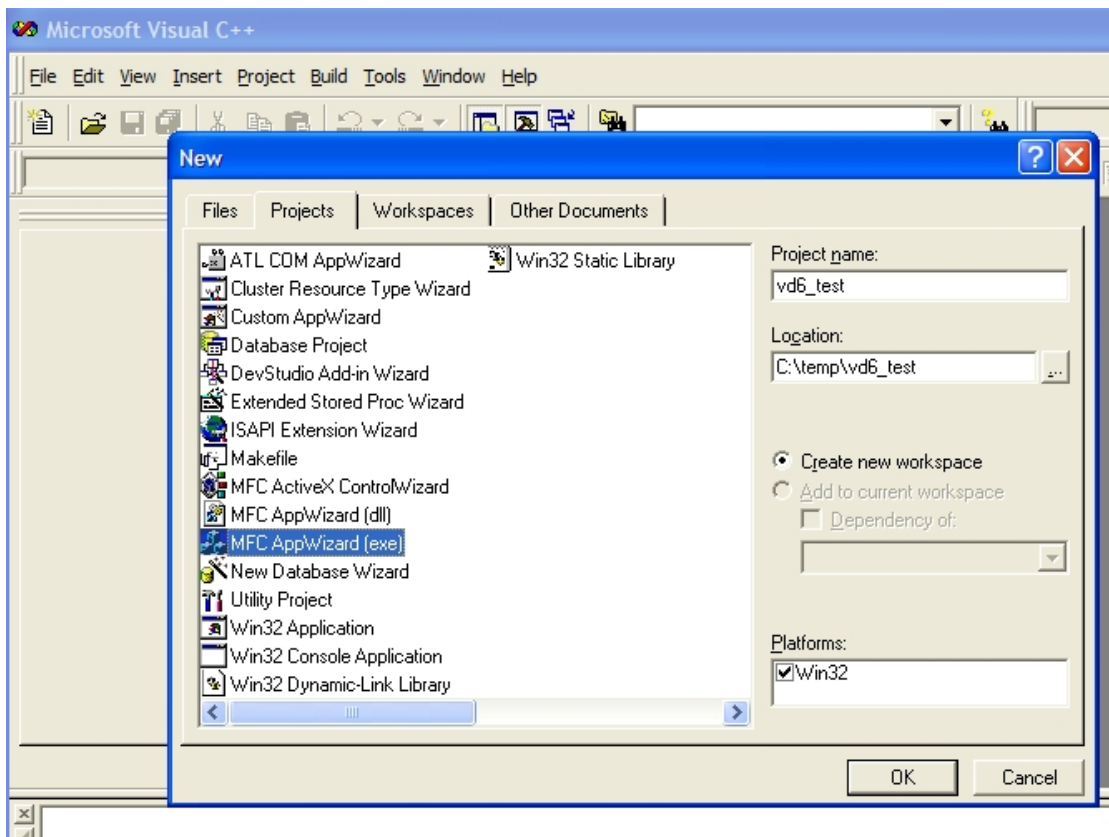 Microsoft Visual C++
File Edit View Insert Project Build Tools Window Help
New
Files Projects Workspaces Other Documents
ATL COM AppWizard
Cluster Resource Type Wizard
Custom AppWizard
Database Project
DevStudio Add-in Wizard
Extended Stored Proc Wizard
ISAPI Extension Wizard
Makefile
MFC ActiveX ControlWizard
MFC AppWizard (dll)
MFC AppWizard (exe)
New Database Wizard
Utility Project
Win32 Application
Win32 Console Application
Win32 Dynamic-Link Library
Win32 Static Library
Project name:
vd6_test
Location:
C:\temp\vd6_test
...
Create new workspace
Add to current workspace
Dependency of:
Platforms:
Win32
OK Cancel